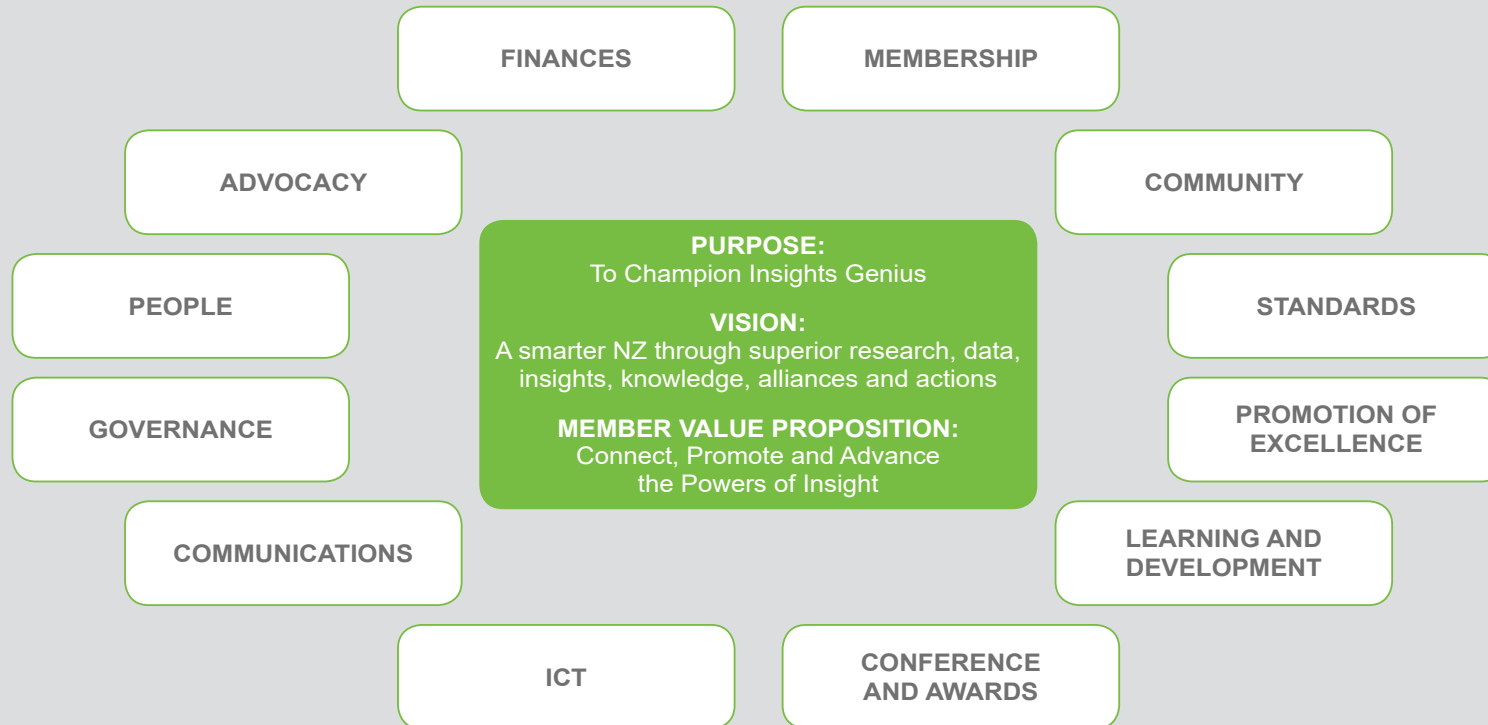 FINANCES
MEMBERSHIP
ADVOCACY
COMMUNITY
PURPOSE:
To Champion Insights Genius
VISION:
A smarter NZ through superior research, data,
insights, knowledge, alliances and actions
MEMBER VALUE PROPOSITION:
Connect, Promote and Advance
the Powers of Insight
PEOPLE
STANDARDS
GOVERNANCE
PROMOTION OF
EXCELLENCE
COMMUNICATIONS
LEARNING AND
DEVELOPMENT
ICT
CONFERENCE
AND AWARDS